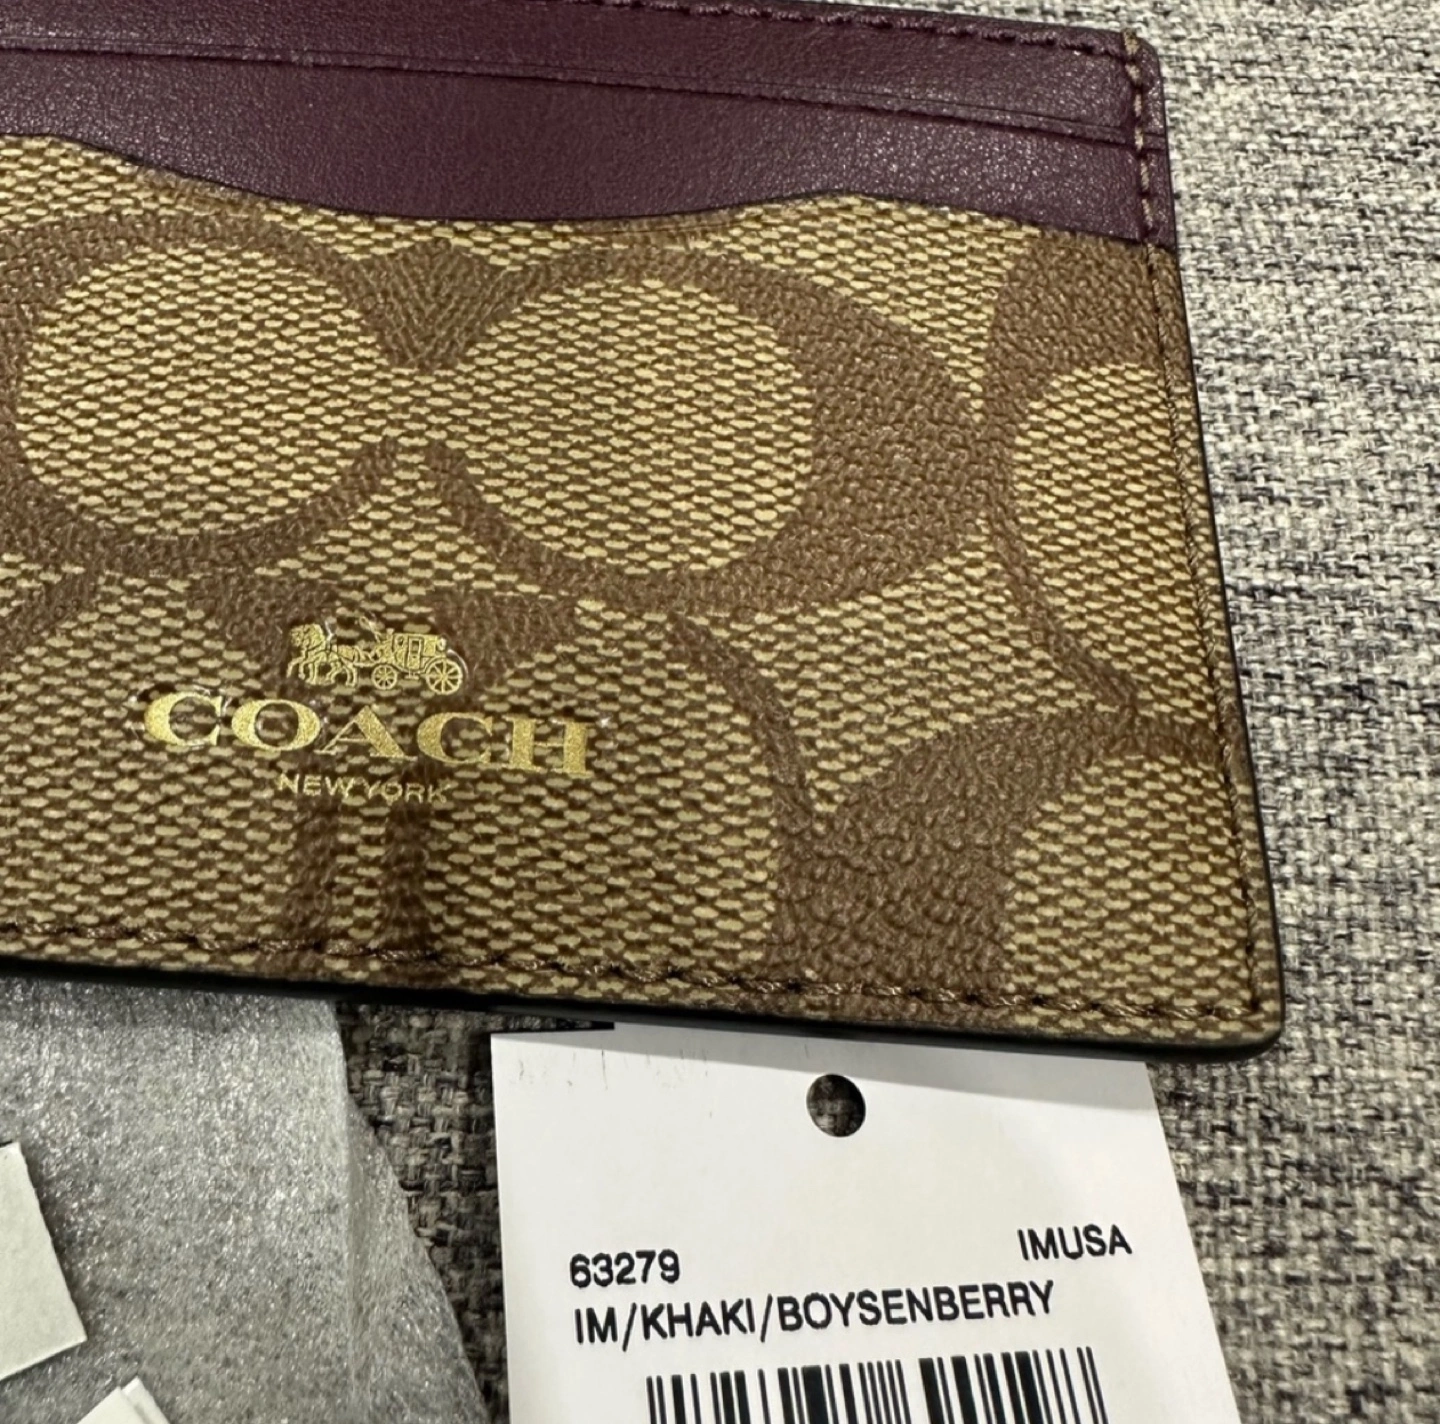 COACH
NEW YORK
63279 IMUSA
IM/KHAKI/BOYSENBERRY